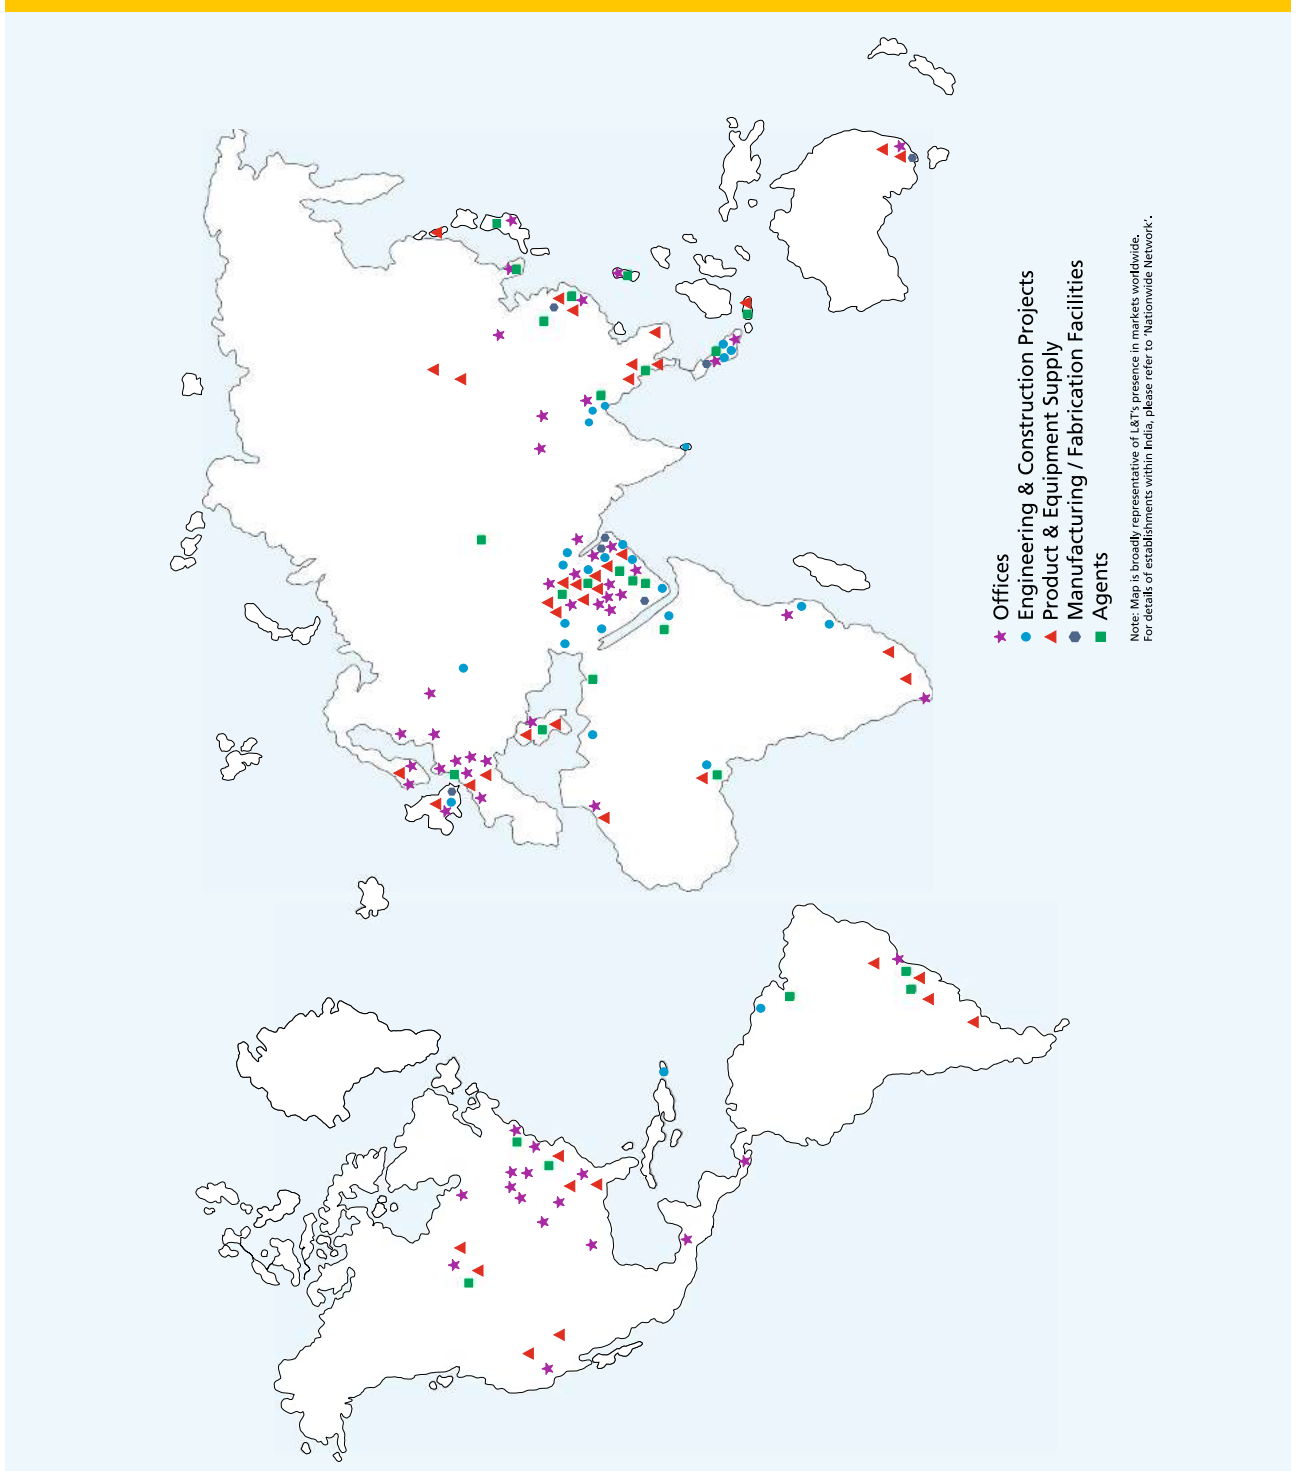 Offices
Engineering & Construction Projects
Product & Equipment Supply
Manufacturing / Fabrication Facilities
Agents
Note: Map is broadly representative of L&T's presence in markets worldwide.
For details of establishments within India, please refer to 'Nationwide Network'.